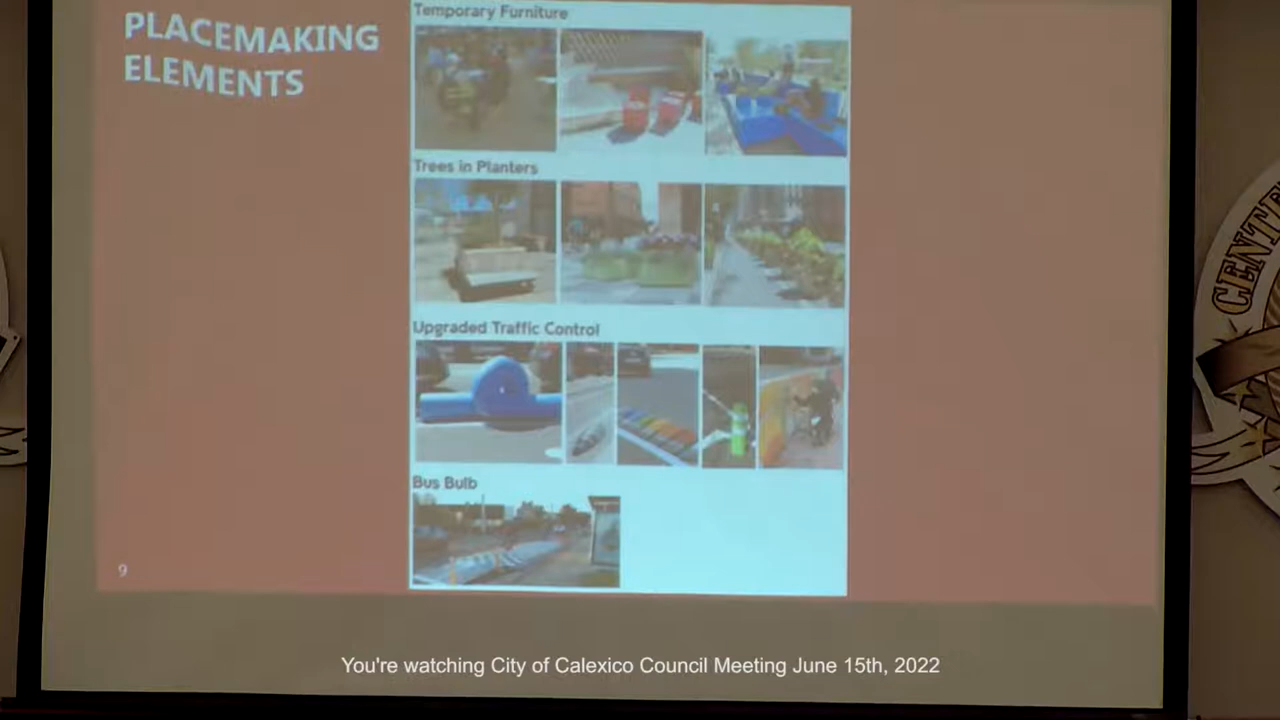 PLACEMAKING
ELEMENTS
Temporary Furniture
Trees in Planters
Upgraded Traffic Control
Bus Bulb
9
CENTE
You're watching City of Calexico Council Meeting June 15th, 2022